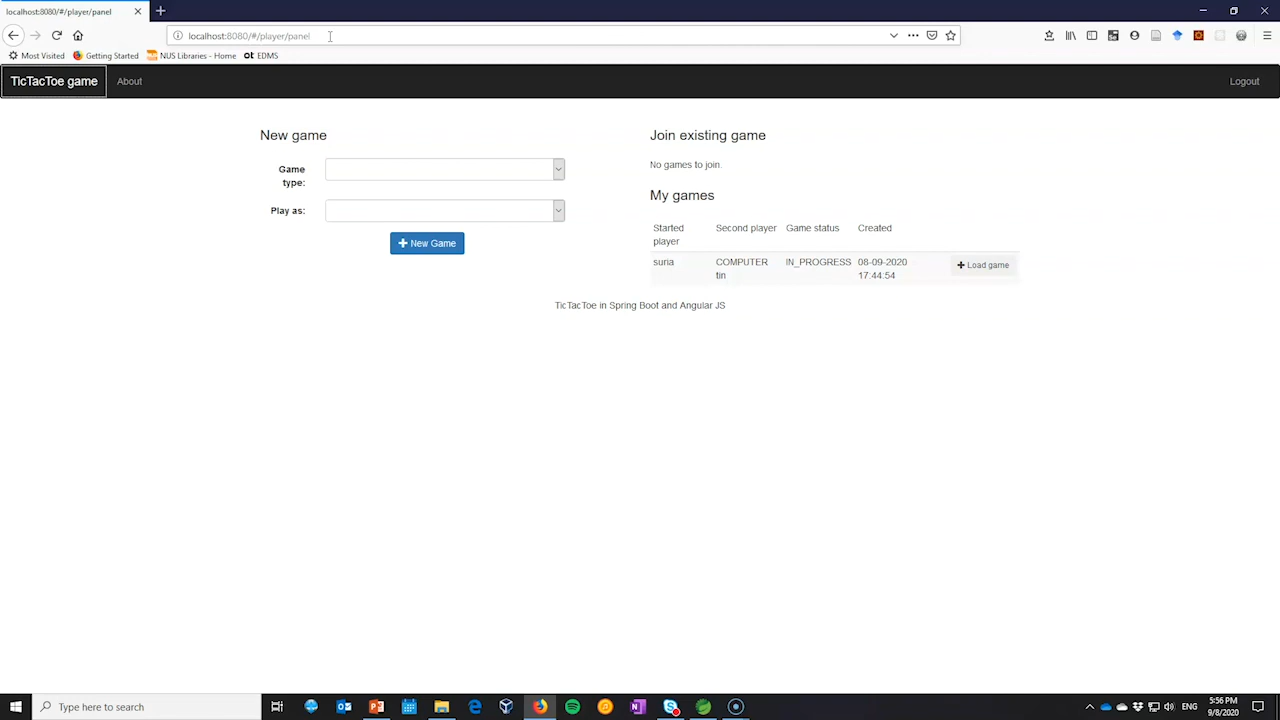 localhost:8080/#/player/panel
localhost:8080/#/player/panel
Most Visited Getting Started NUS Libraries - Home ot EDMS
TicTacToe game About Logout
New game
Game type:
Play as:
New Game
Join existing game
No games to join.
My games
Started player Second player Game status Created
suria COMPUTER tin IN_PROGRESS 08-09-2020 17:44:54 Load game
TicTacToe in Spring Boot and Angular JS
Type here to search
ENG
5:56 PM
9/8/2020